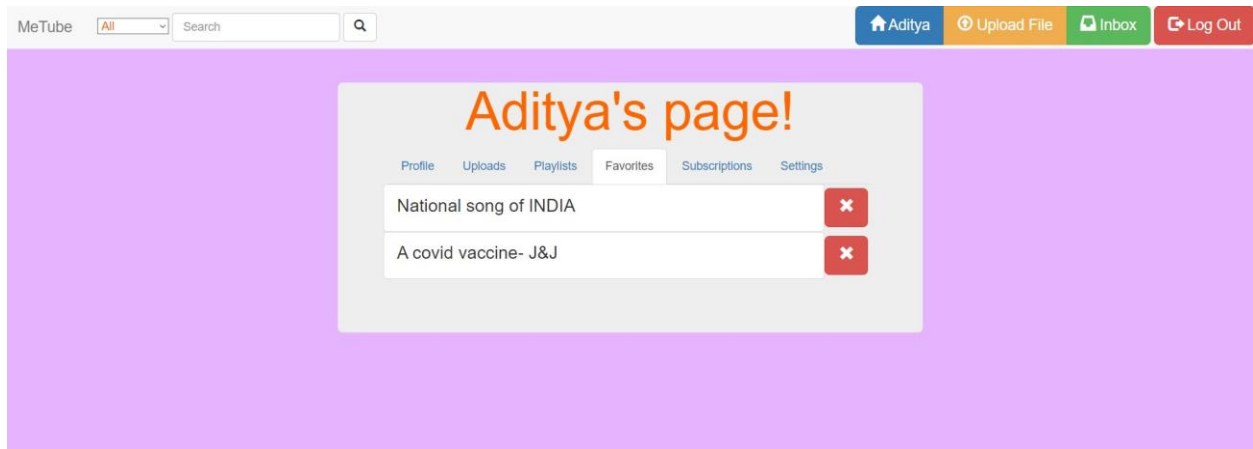 MeTube All Search Aditya Upload File Inbox Log Out
Aditya's page!
Profile Uploads Playlists Favorites Subscriptions Settings
National song of INDIA
A covid vaccine- J&J